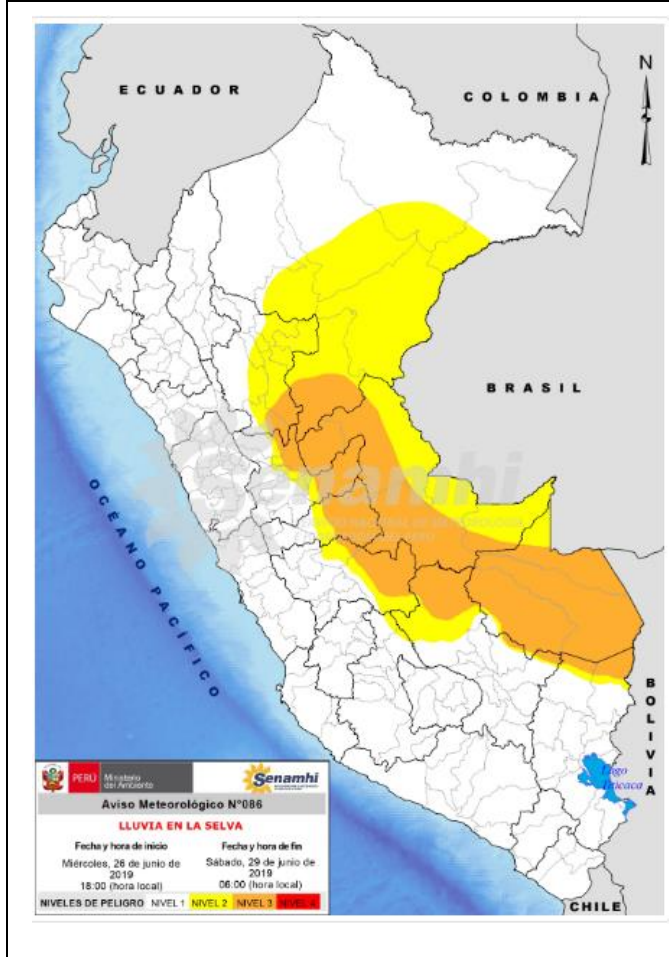 ECUADOR
COLOMBIA
N
BRASIL
Senamhi
OCÉANO PACÍFICO
BOLIVIA
Lago
Titicaca
PERÚ Ministerio
del Ambiente
Senamhi
Aviso Meteorológico N°086
LLUVIA EN LA SELVA
Fecha y hora de inicio Fecha y hora de fin
Miércoles, 26 de junio de
2019
18:00 (hora local)
Sábado, 29 de junio de
2019
06:00 (hora local)
NIVELES DE PELIGRO NIVEL 1 NIVEL 2 NIVEL 3 NIVEL 4
CHILE